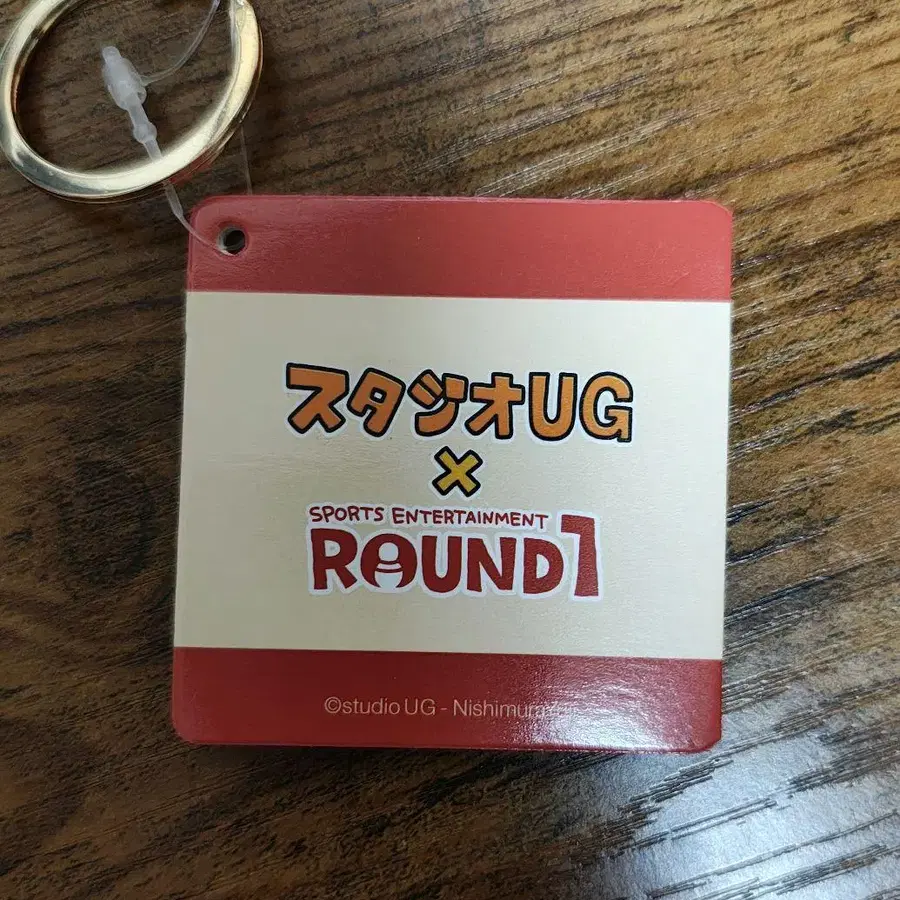 スタジオUG
×
SPORTS ENTERTAINMENT
ROUND1
©studio UG - Nishimura